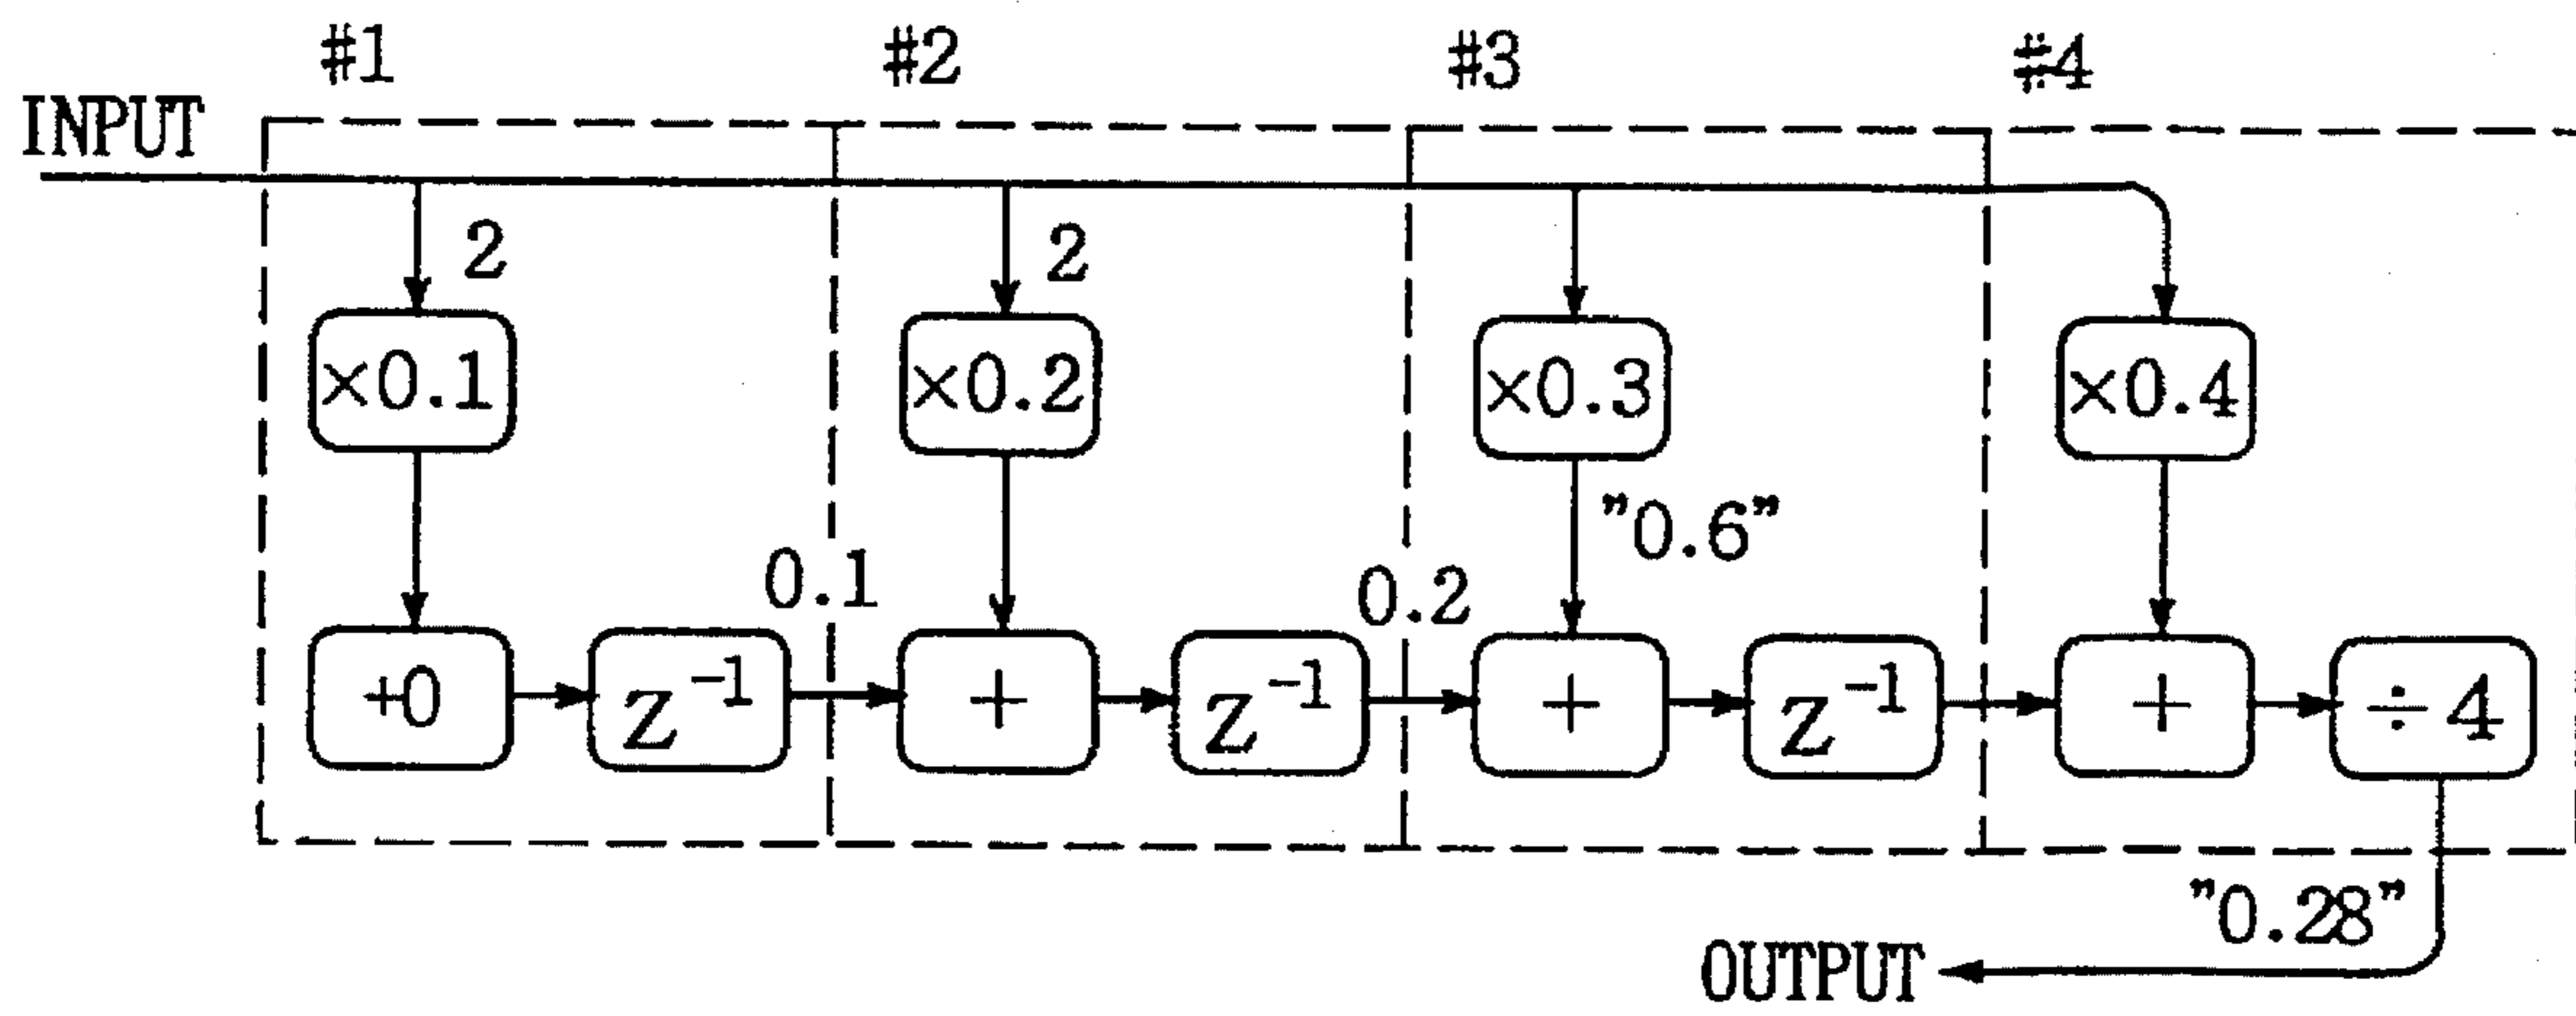 #1 #2 #3 #4
INPUT
2 2
×0.1 ×0.2 ×0.3 ×0.4
"0.6"
0.1 0.2
+0 Z⁻¹ + Z⁻¹ + Z⁻¹ + ÷4
"0.28"
OUTPUT